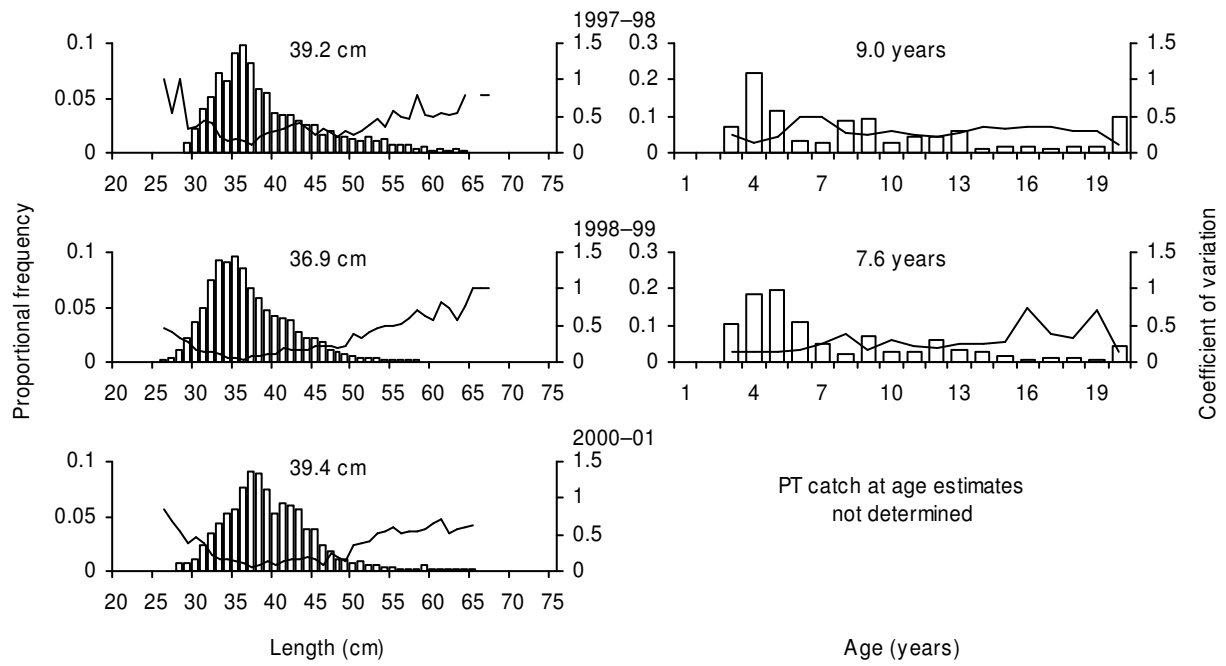 1997–98
39.2 cm
9.0 years
0.1
0.05
0
1.5
1
0.5
0
0.3
0.2
0.1
0
1.5
1
0.5
0
20 25 30 35 40 45 50 55 60 65 70 75
1 4 7 10 13 16 19
1998–99
36.9 cm
7.6 years
0.1
0.05
0
1.5
1
0.5
0
0.3
0.2
0.1
0
1.5
1
0.5
0
20 25 30 35 40 45 50 55 60 65 70 75
1 4 7 10 13 16 19
Proportional frequency
Coefficient of variation
2000–01
39.4 cm
0.1
0.05
0
1.5
1
0.5
0
PT catch at age estimates
not determined
20 25 30 35 40 45 50 55 60 65 70 75
Length (cm)
Age (years)